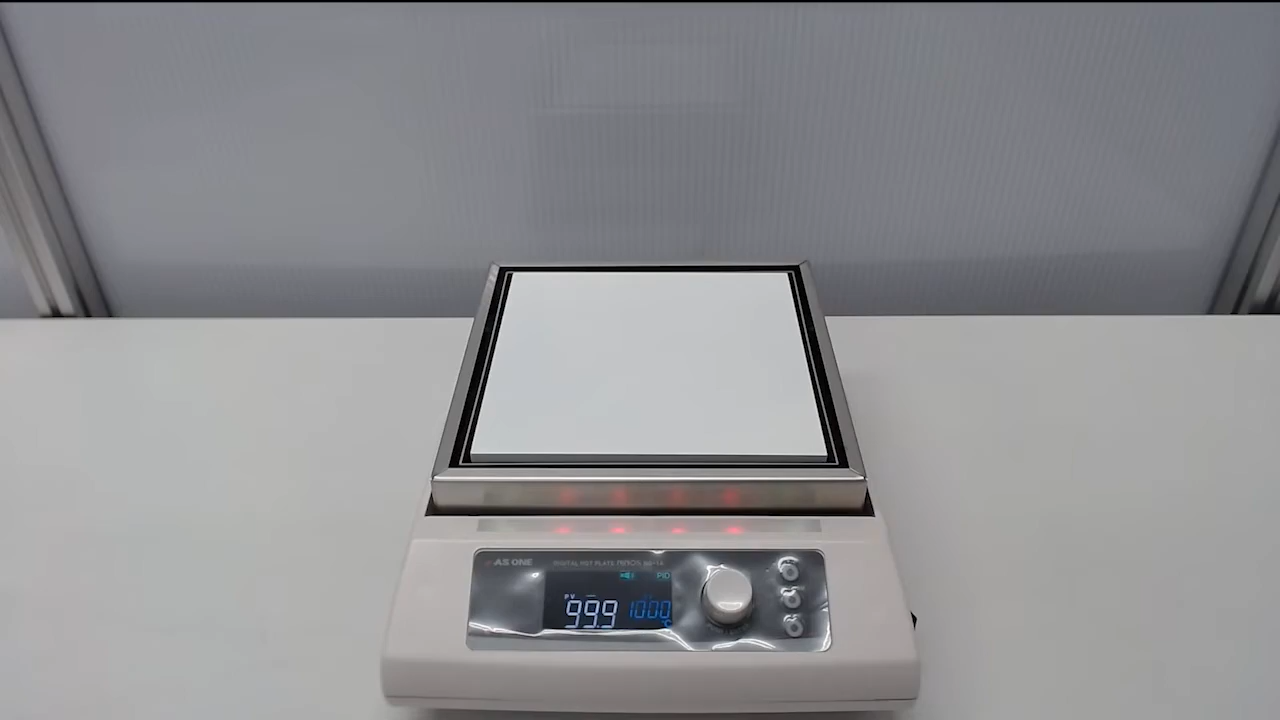 AS ONE
DIGITAL HOT PLATE
PID
PV
99.9 100.0
°C